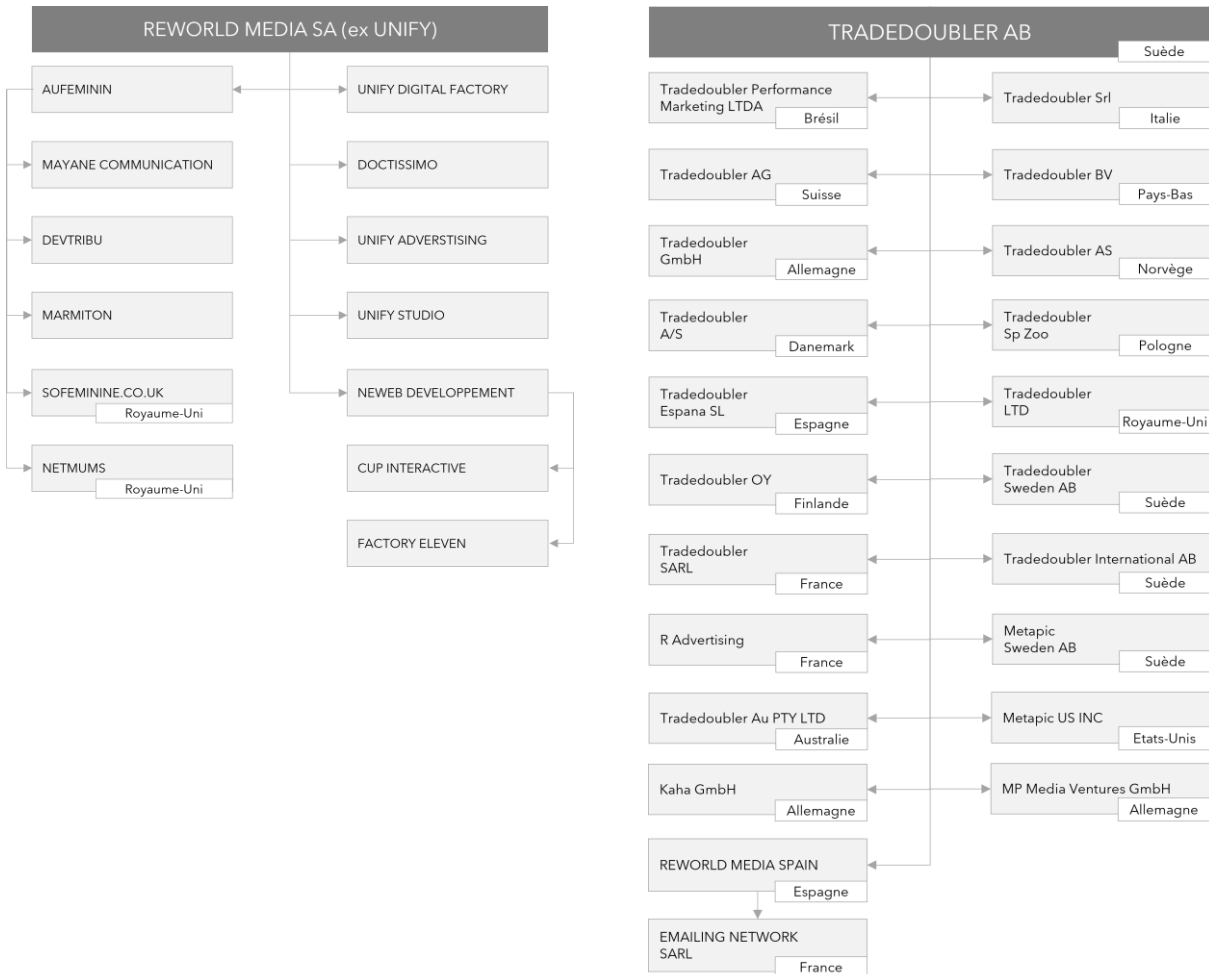 REWORLD MEDIA SA (ex UNIFY)
AUFEMININ
MAYANE COMMUNICATION
DEVTRIBU
MARMITON
SOFEMININE.CO.UK
Royaume-Uni
NETMUMS
Royaume-Uni
UNIFY DIGITAL FACTORY
DOCTISSIMO
UNIFY ADVERSTISING
UNIFY STUDIO
NEWEB DEVELOPPEMENT
CUP INTERACTIVE
FACTORY ELEVEN
TRADEDOUBLER AB
Suède
Tradedoubler Performance
Marketing LTDA
Brésil
Tradedoubler AG
Suisse
Tradedoubler
GmbH
Allemagne
Tradedoubler
A/S
Danemark
Tradedoubler
Espana SL
Espagne
Tradedoubler OY
Finlande
Tradedoubler
SARL
France
R Advertising
France
Tradedoubler Au PTY LTD
Australie
Kaha GmbH
Allemagne
REWORLD MEDIA SPAIN
Espagne
EMAILING NETWORK
SARL
France
Tradedoubler Srl
Italie
Tradedoubler BV
Pays-Bas
Tradedoubler AS
Norvège
Tradedoubler
Sp Zoo
Pologne
Tradedoubler
LTD
Royaume-Uni
Tradedoubler
Sweden AB
Suède
Tradedoubler International AB
Suède
Metapic
Sweden AB
Suède
Metapic US INC
Etats-Unis
MP Media Ventures GmbH
Allemagne